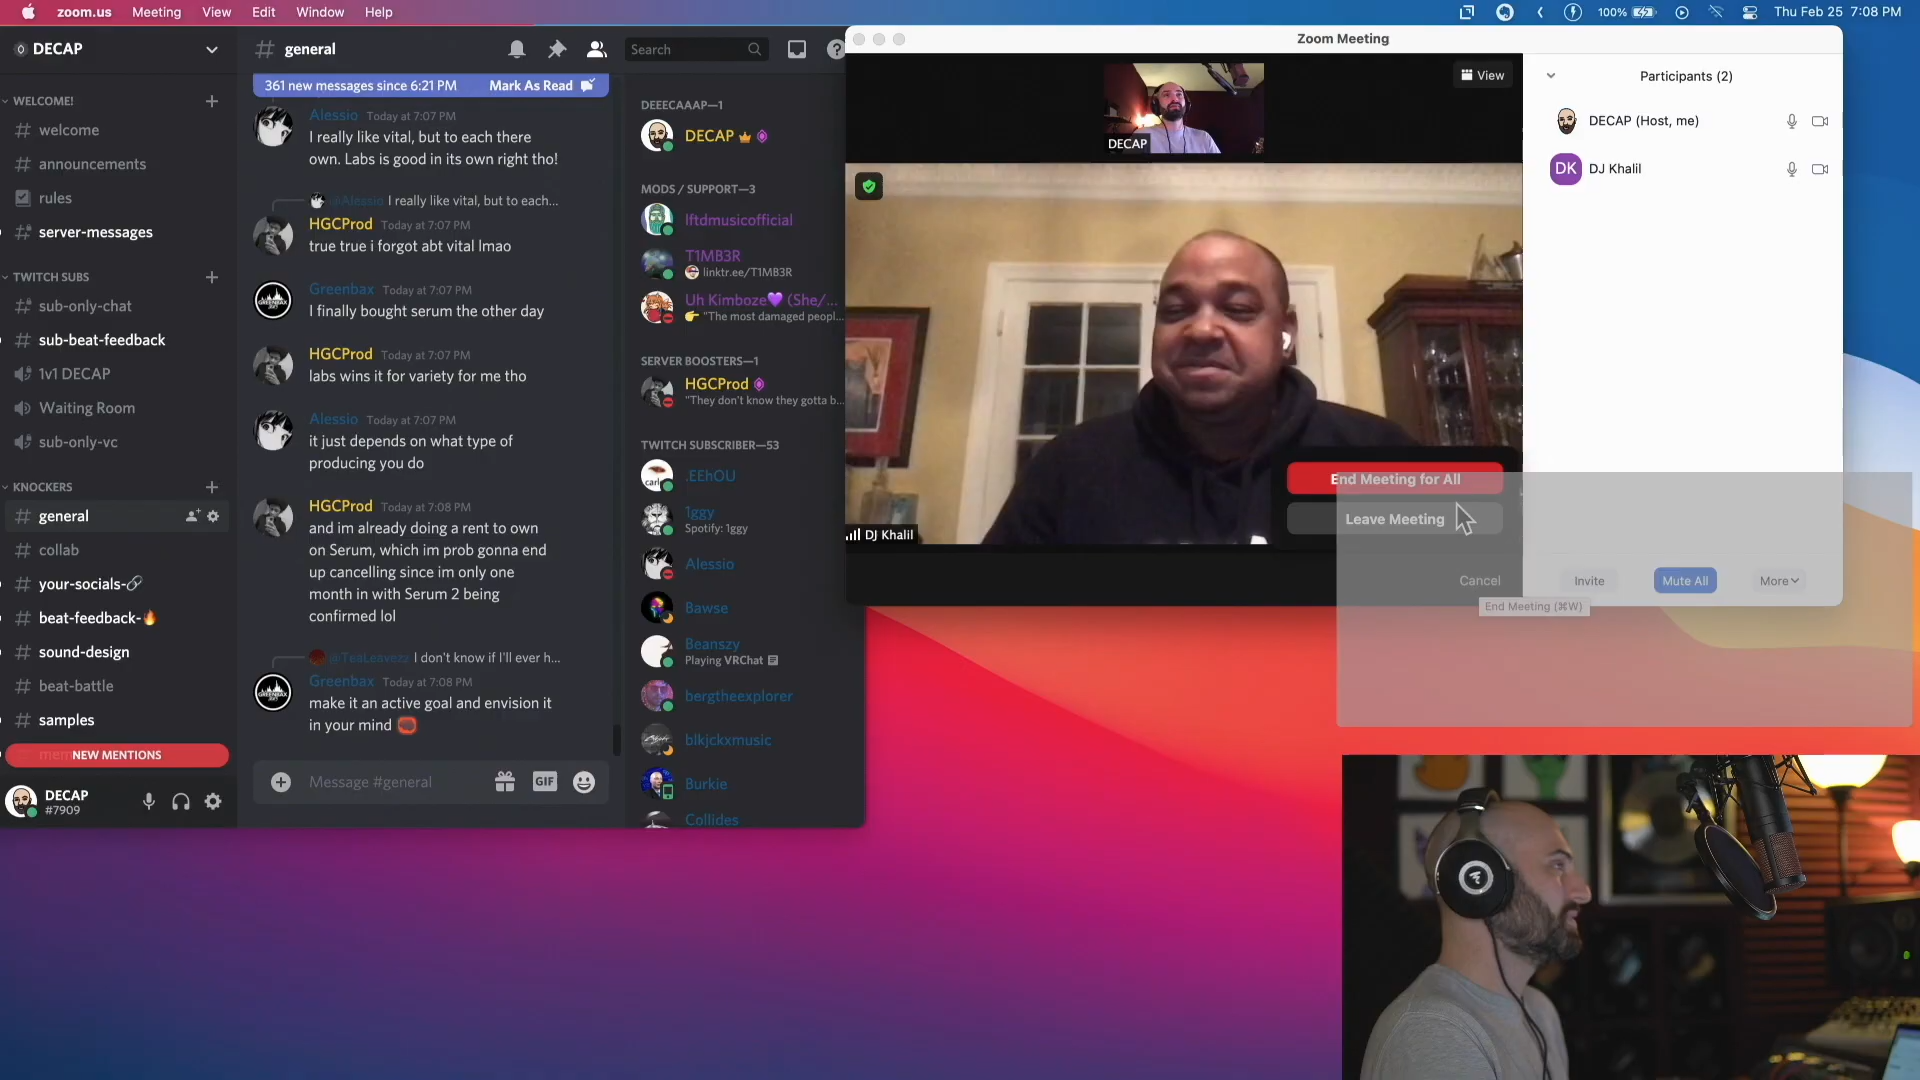 zoom.us Meeting View Edit Window Help
100% Thu Feb 25 7:08 PM
DECAP
WELCOME!
welcome
announcements
rules
server-messages
TWITCH SUBS
sub-only-chat
sub-beat-feedback
1v1 DECAP
Waiting Room
sub-only-vc
KNOCKERS
general
collab
your-socials-
beat-feedback-
sound-design
beat-battle
samples
NEW MENTIONS
DECAP
#7909
general
Search
361 new messages since 6:21 PM Mark As Read
Alessio Today at 7:07 PM
I really like vital, but to each there
own. Labs is good in its own right tho!
@Alessio I really like vital, but to each...
HGCProd Today at 7:07 PM
true true i forgot abt vital lmao
Greenbax Today at 7:07 PM
I finally bought serum the other day
HGCProd Today at 7:07 PM
labs wins it for variety for me tho
Alessio Today at 7:07 PM
it just depends on what type of
producing you do
HGCProd Today at 7:08 PM
and im already doing a rent to own
on Serum, which im prob gonna end
up cancelling since im only one
month in with Serum 2 being
confirmed lol
@TeaLeavezz I don't know if I'll ever h...
Greenbax Today at 7:08 PM
make it an active goal and envision it
in your mind
Message #general
GIF
DEEECAAAP—1
DECAP
MODS / SUPPORT—3
lftdmusicofficial
T1MB3R
linktr.ee/T1MB3R
Uh Kimboze💜 (She/...
"The most damaged peopl...
SERVER BOOSTERS—1
HGCProd
"They don't know they gotta b...
TWITCH SUBSCRIBER—53
.EEhOU
1ggy
Spotify: 1ggy
Alessio
Bawse
Beanszy
Playing VRChat
bergtheexplorer
blkjckxmusic
Burkie
Collides
Zoom Meeting
View
DECAP
DJ Khalil
End Meeting for All
Leave Meeting
Cancel
End Meeting (⌘W)
Participants (2)
DECAP (Host, me)
DK DJ Khalil
Invite Mute All More